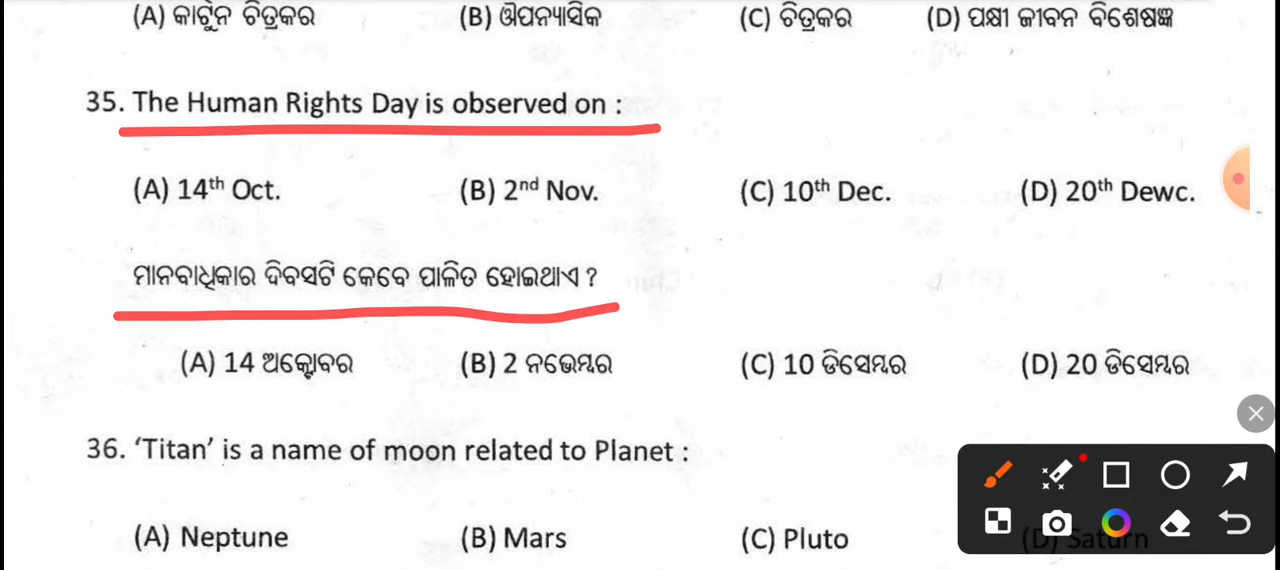 (A) କାର୍ଟୁନ ଚିତ୍ରକର (B) ଔପନ୍ୟାସିକ (C) ଚିତ୍ରକର (D) ପକ୍ଷୀ ଜୀବନ ବିଶେଷଜ୍ଞ
35. The Human Rights Day is observed on :
(A) 14th Oct. (B) 2nd Nov. (C) 10th Dec. (D) 20th Dewc.
ମାନବାଧିକାର ଦିବସଟି କେବେ ପାଳିତ ହୋଇଥାଏ ?
(A) 14 ଅକ୍ଟୋବର (B) 2 ନଭେମ୍ବର (C) 10 ଡିସେମ୍ବର (D) 20 ଡିସେମ୍ବର
36. ‘Titan’ is a name of moon related to Planet :
(A) Neptune (B) Mars (C) Pluto (D) Saturn